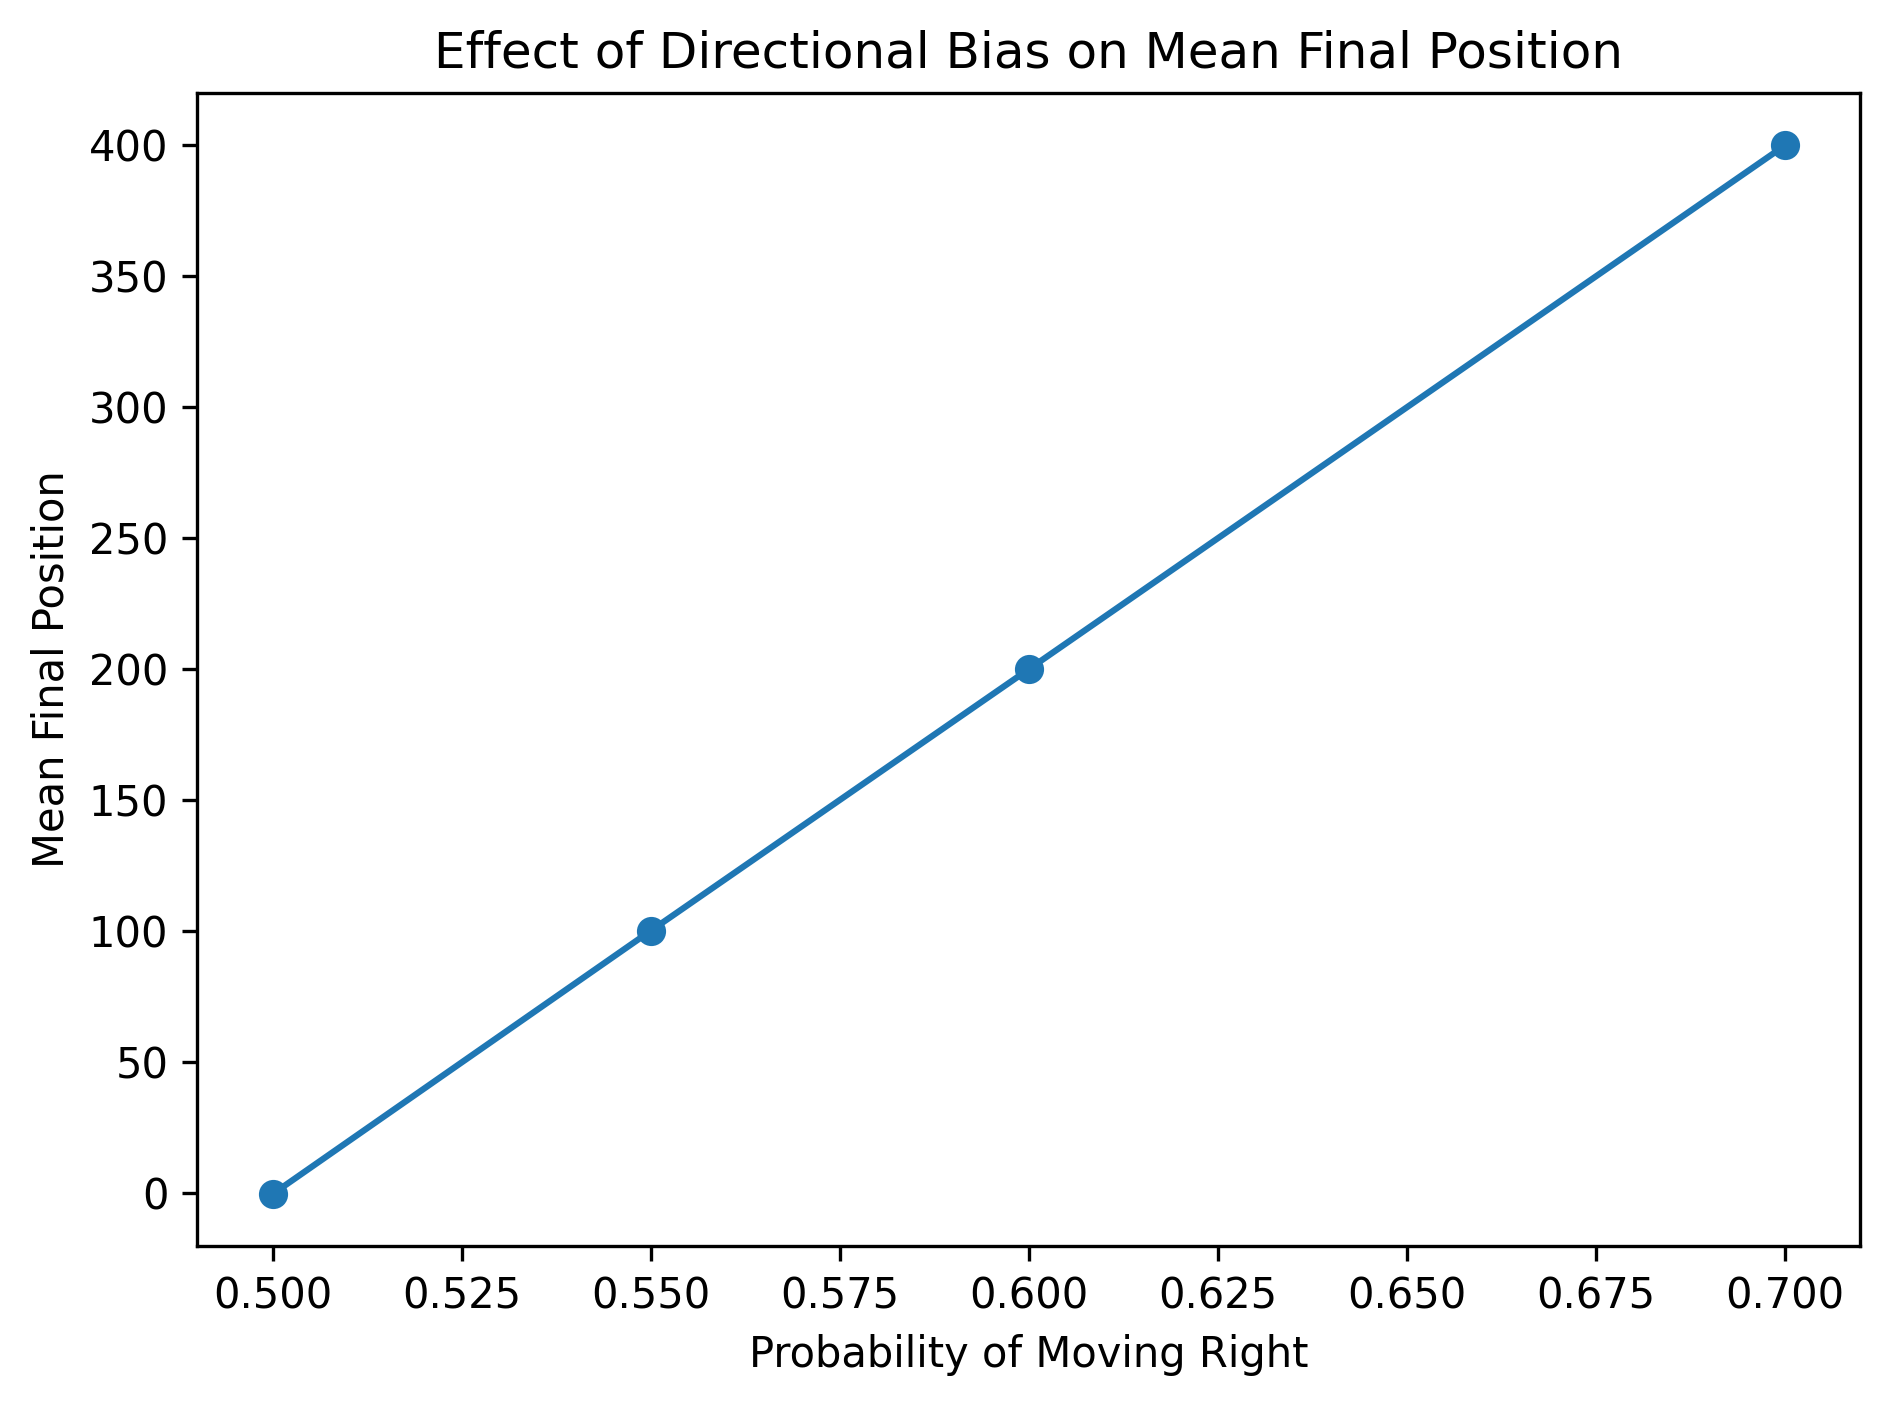 Effect of Directional Bias on Mean Final Position
400
350
300
250
200
150
100
50
0
Mean Final Position
0.500 0.525 0.550 0.575 0.600 0.625 0.650 0.675 0.700
Probability of Moving Right